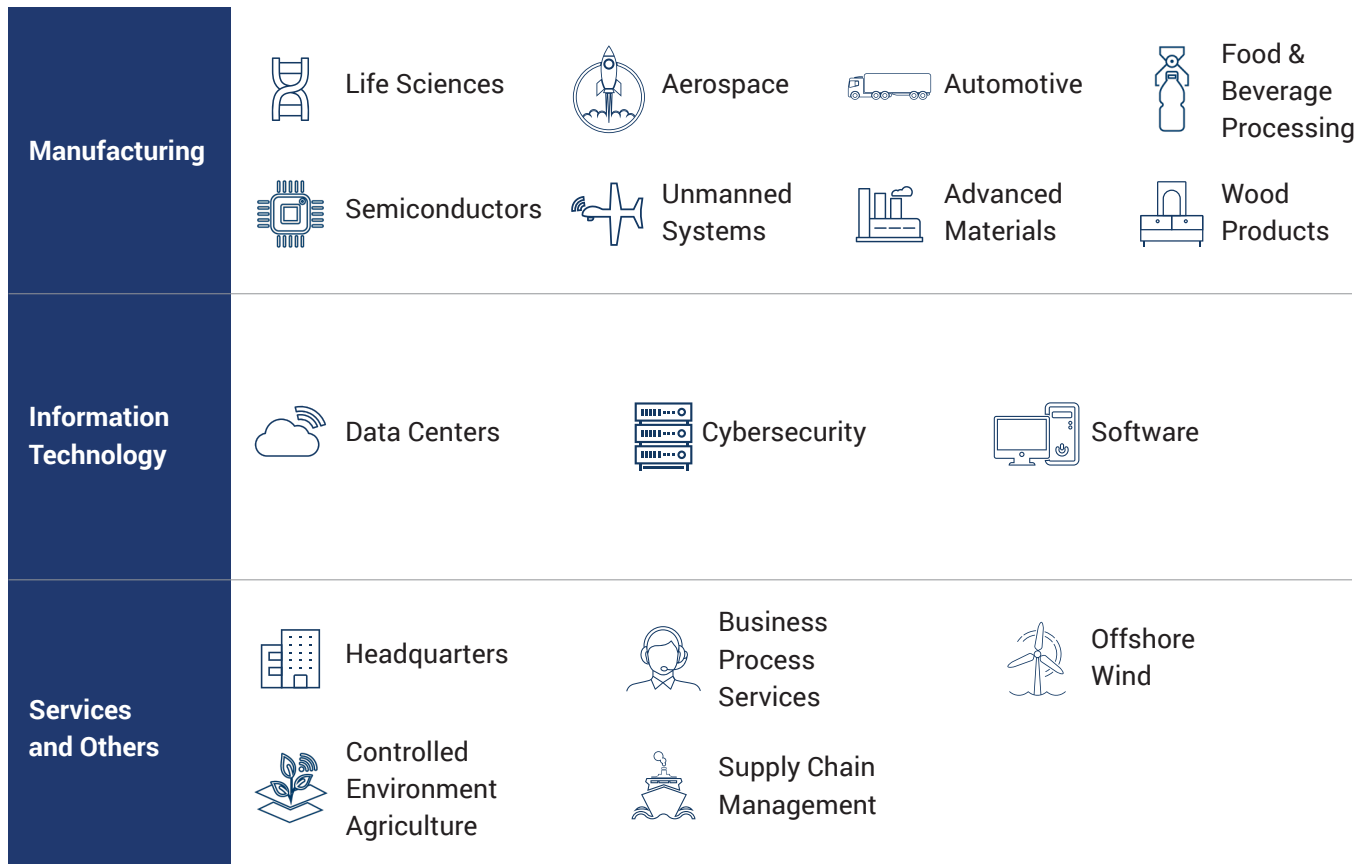 Manufacturing
Life Sciences
Aerospace
Automotive
Food &
Beverage
Processing
Semiconductors
Unmanned
Systems
Advanced
Materials
Wood
Products
Information
Technology
Data Centers
Cybersecurity
Software
Services
and Others
Headquarters
Business
Process
Services
Offshore
Wind
Controlled
Environment
Agriculture
Supply Chain
Management